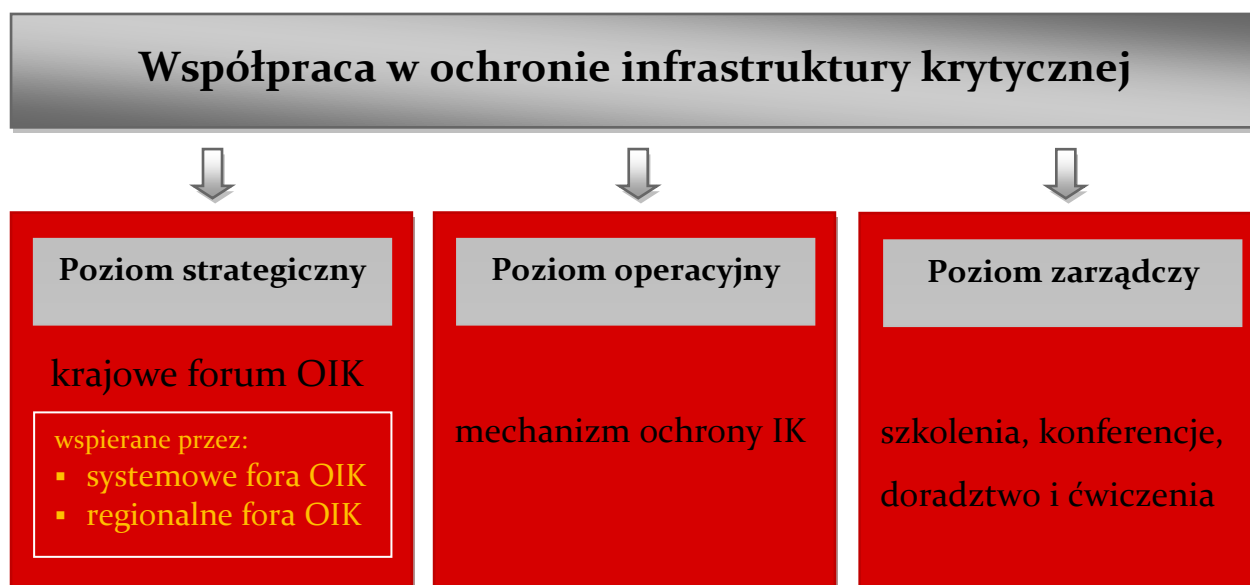 Współpraca w ochronie infrastruktury krytycznej
Poziom strategiczny
krajowe forum OIK
wspierane przez:
▪ systemowe fora OIK
▪ regionalne fora OIK
Poziom operacyjny
mechanizm ochrony IK
Poziom zarządczy
szkolenia, konferencje,
doradztwo i ćwiczenia